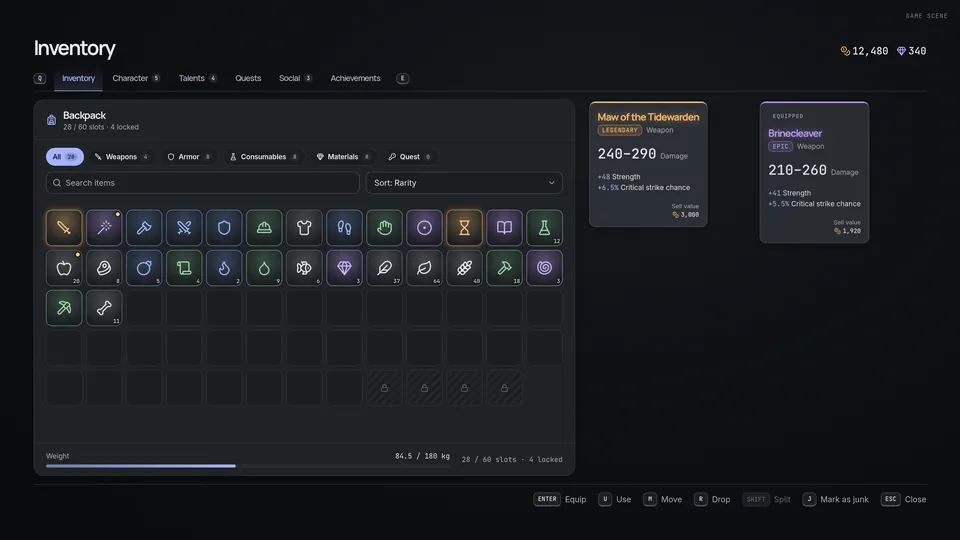 GAME SCENE
Inventory
12,480 340
Q Inventory Character 5 Talents 4 Quests Social 3 Achievements E
Backpack
28 / 60 slots · 4 locked
All 28 Weapons 4 Armor 8 Consumables 8 Materials 8 Quest 0
Search items
Sort: Rarity
12
20 8 5 4 2 9 6 3 37 64 40 18 3
11
Weight
84.5 / 180 kg
28 / 60 slots · 4 locked
Maw of the Tidewarden
LEGENDARY Weapon
240–290 Damage
+48 Strength
+6.5% Critical strike chance
Sell value
3,000
EQUIPPED
Brinecleaver
EPIC Weapon
210–260 Damage
+41 Strength
+5.5% Critical strike chance
Sell value
1,920
ENTER Equip U Use M Move R Drop SHIFT Split J Mark as junk ESC Close